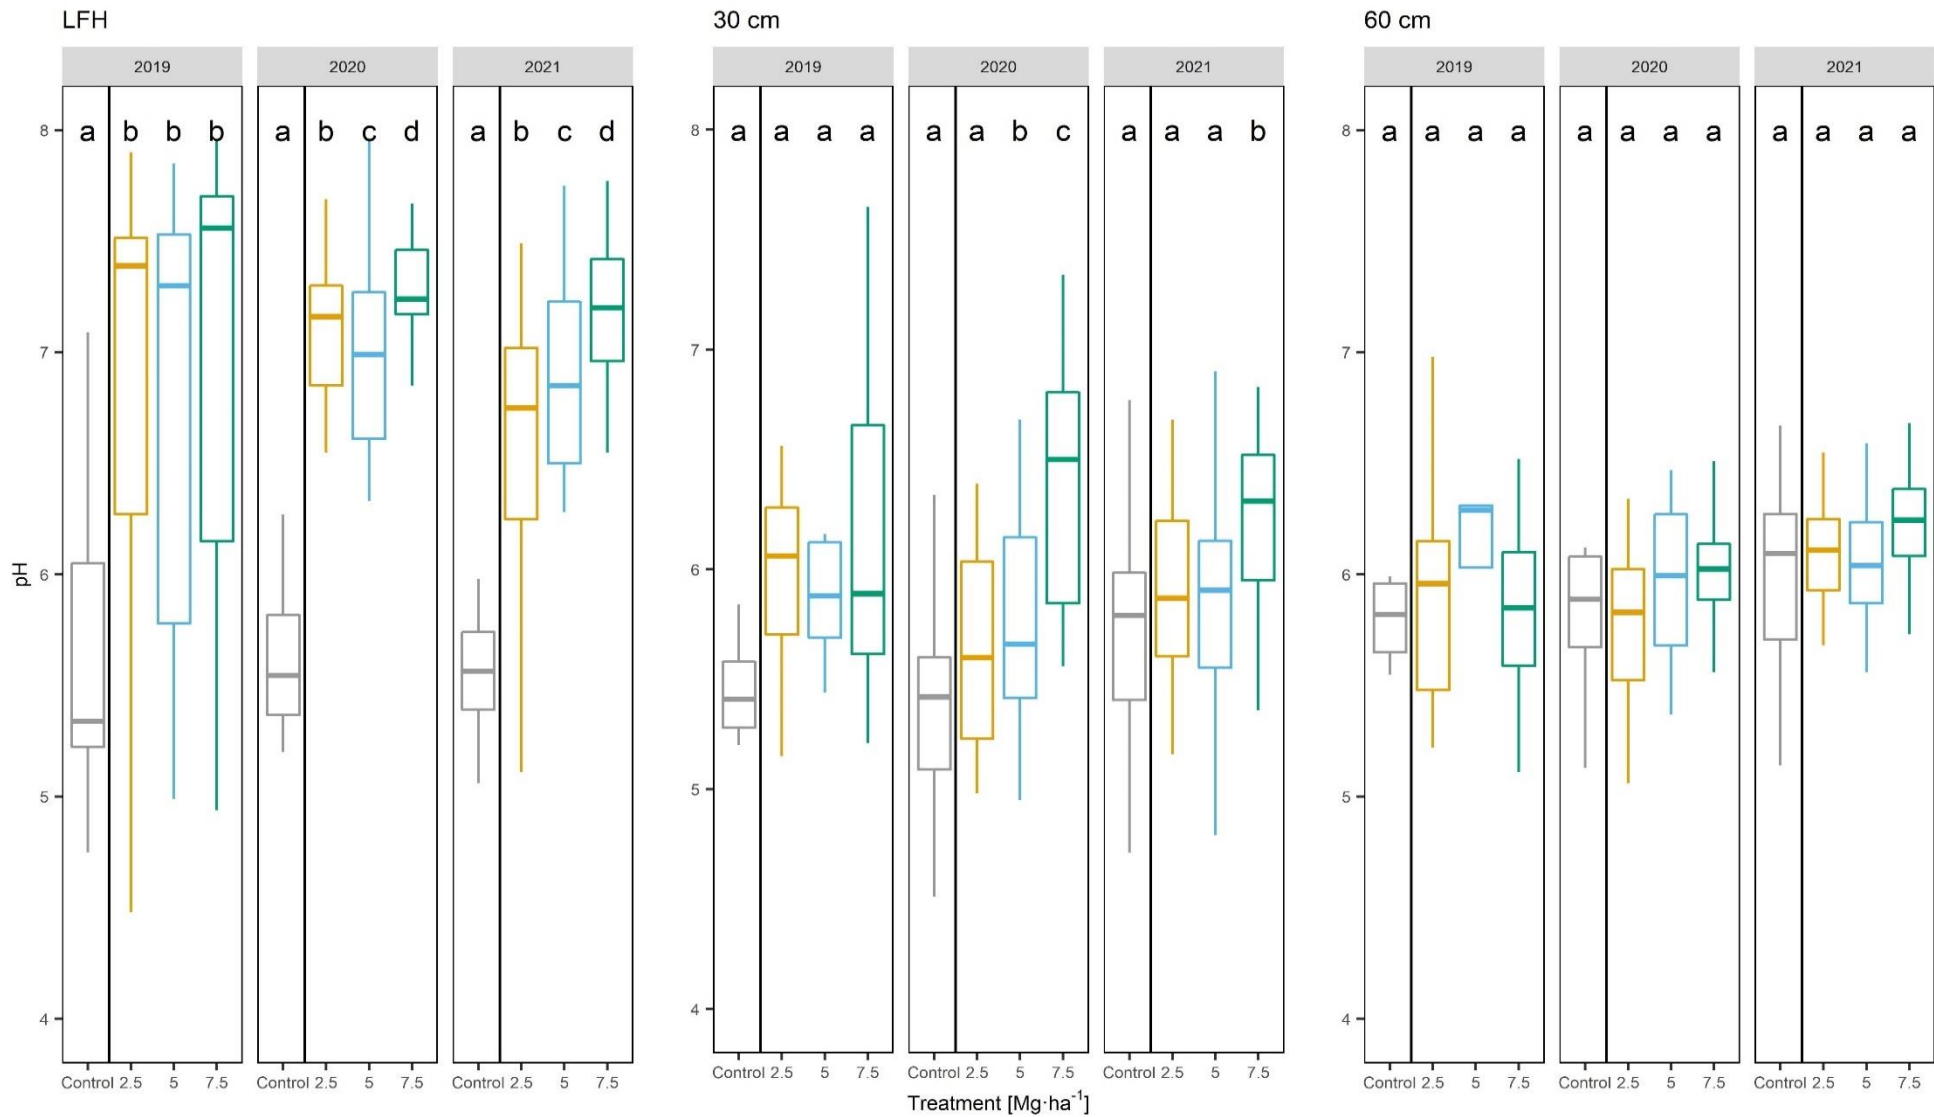 LFH 30 cm 60 cm
2019 2020 2021 2019 2020 2021 2019 2020 2021
8 a b b b a b c d a b c d 8 a a a a a a b c a a a b 8 a a a a a a a a a a a a
7 7 7
6 6 6
pH
5 5 5
4 4 4
Control 2.5 5 7.5 Control 2.5 5 7.5 Control 2.5 5 7.5 Control 2.5 5 7.5 Control 2.5 5 7.5 Control 2.5 5 7.5 Control 2.5 5 7.5 Control 2.5 5 7.5 Control 2.5 5 7.5
Treatment [Mg·ha⁻¹]